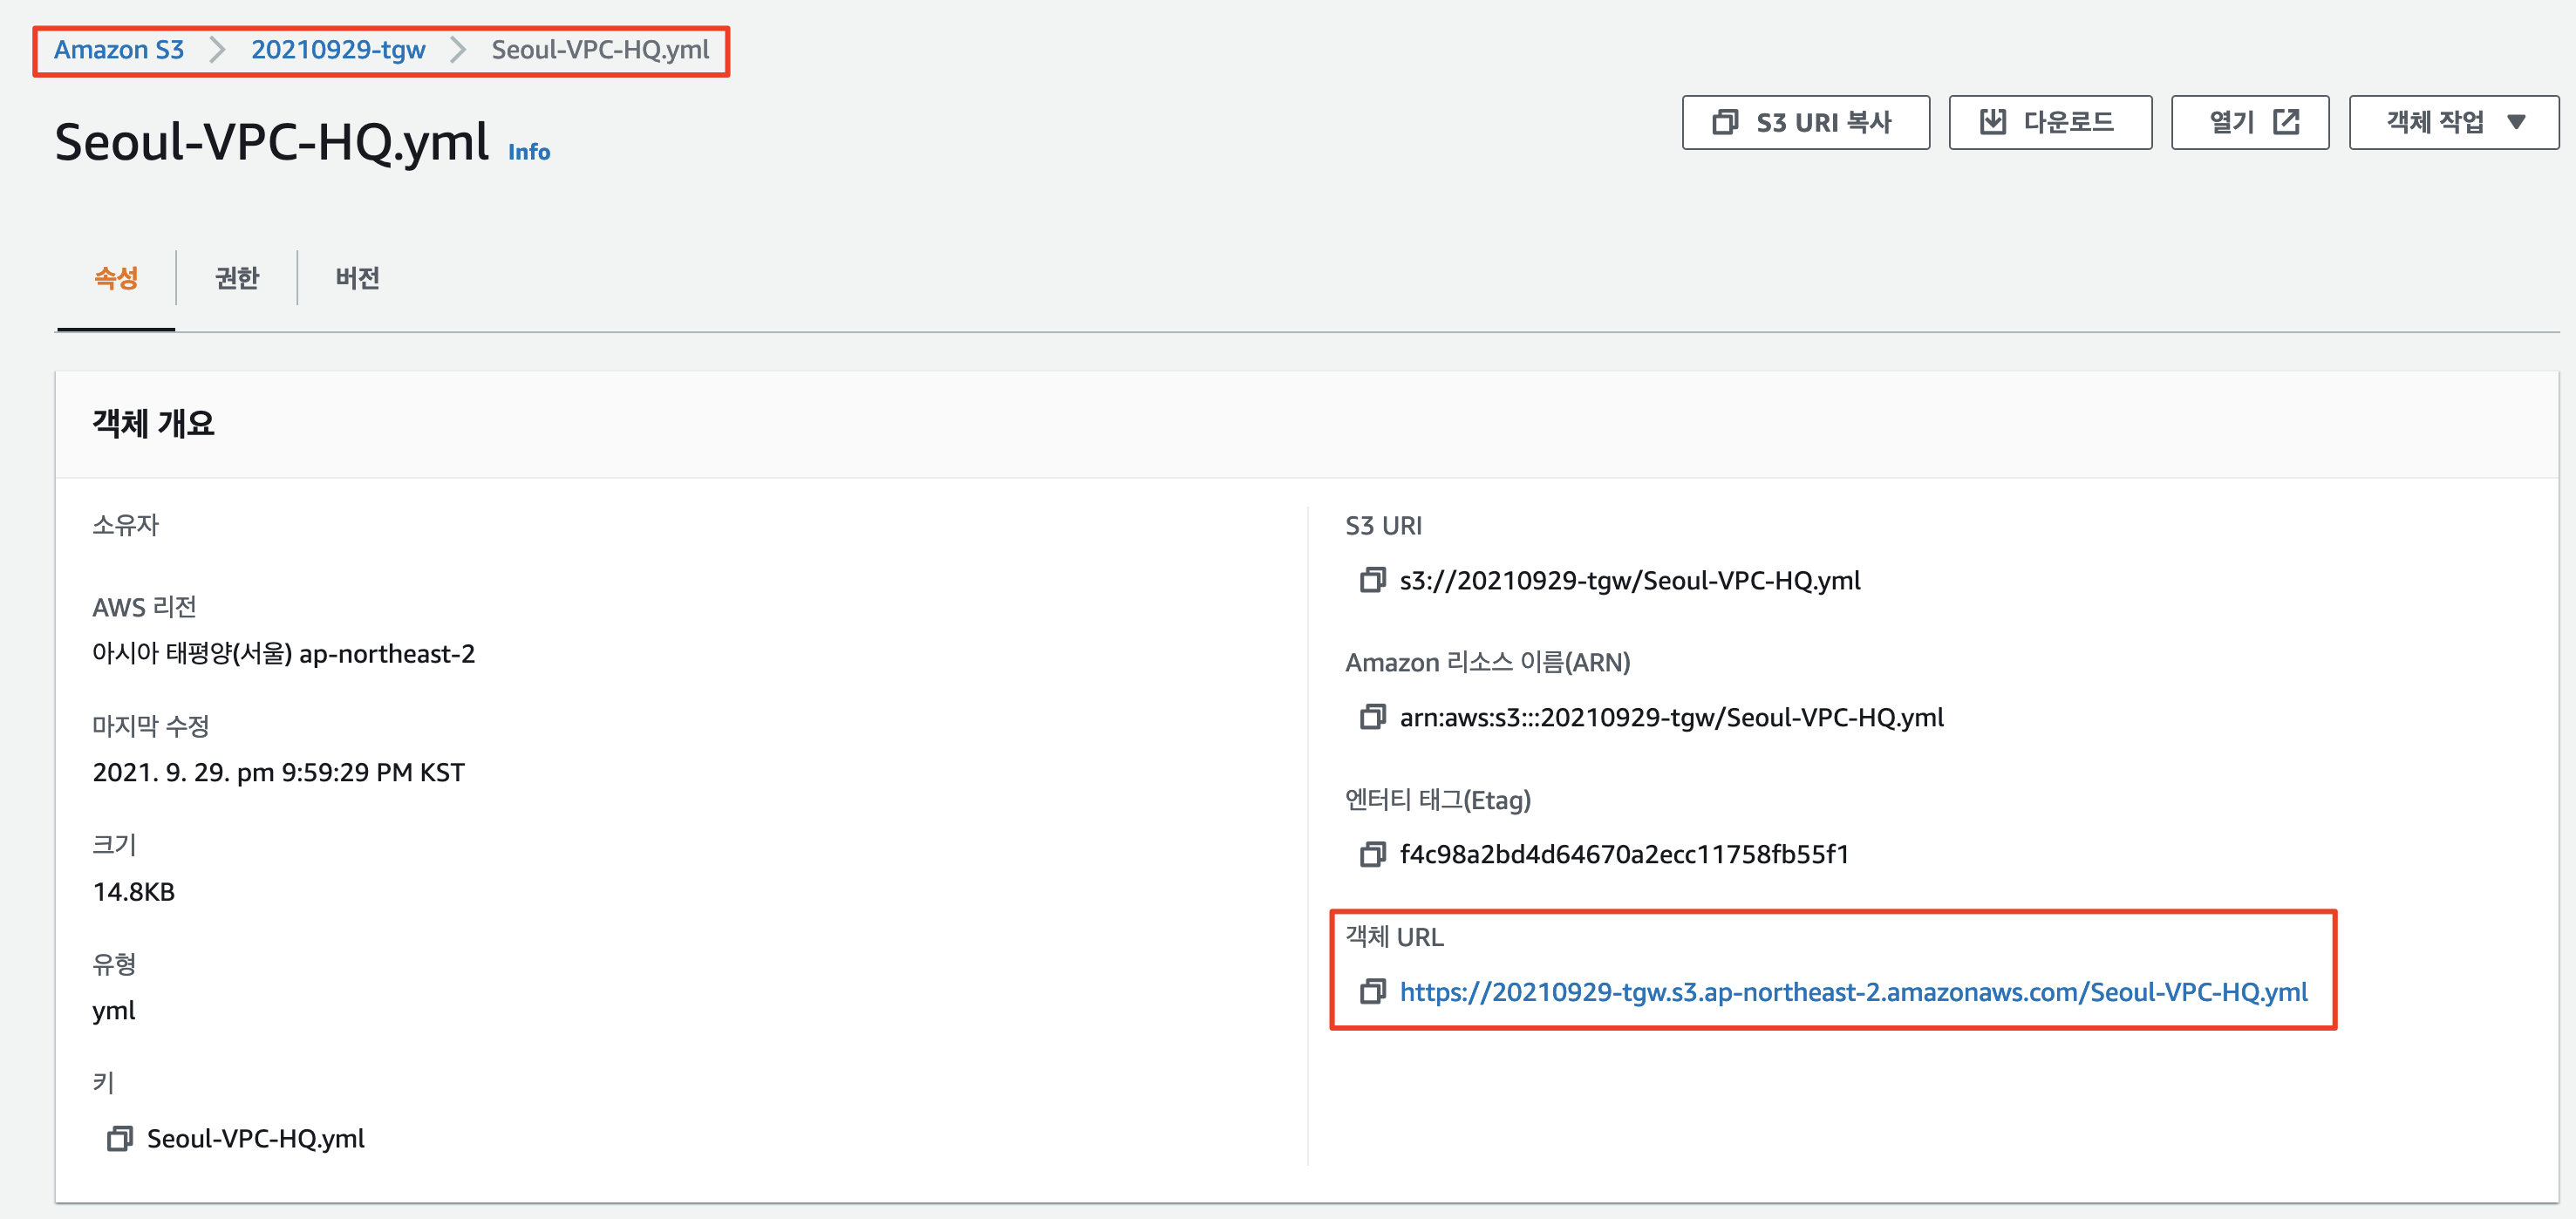 Amazon S3 > 20210929-tgw > Seoul-VPC-HQ.yml
Seoul-VPC-HQ.yml Info
S3 URI 복사 다운로드 열기 객체 작업
속성 권한 버전
객체 개요
소유자
AWS 리전
아시아 태평양(서울) ap-northeast-2
마지막 수정
2021. 9. 29. pm 9:59:29 PM KST
크기
14.8KB
유형
yml
키
Seoul-VPC-HQ.yml
S3 URI
s3://20210929-tgw/Seoul-VPC-HQ.yml
Amazon 리소스 이름(ARN)
arn:aws:s3:::20210929-tgw/Seoul-VPC-HQ.yml
엔터티 태그(Etag)
f4c98a2bd4d64670a2ecc11758fb55f1
객체 URL
https://20210929-tgw.s3.ap-northeast-2.amazonaws.com/Seoul-VPC-HQ.yml